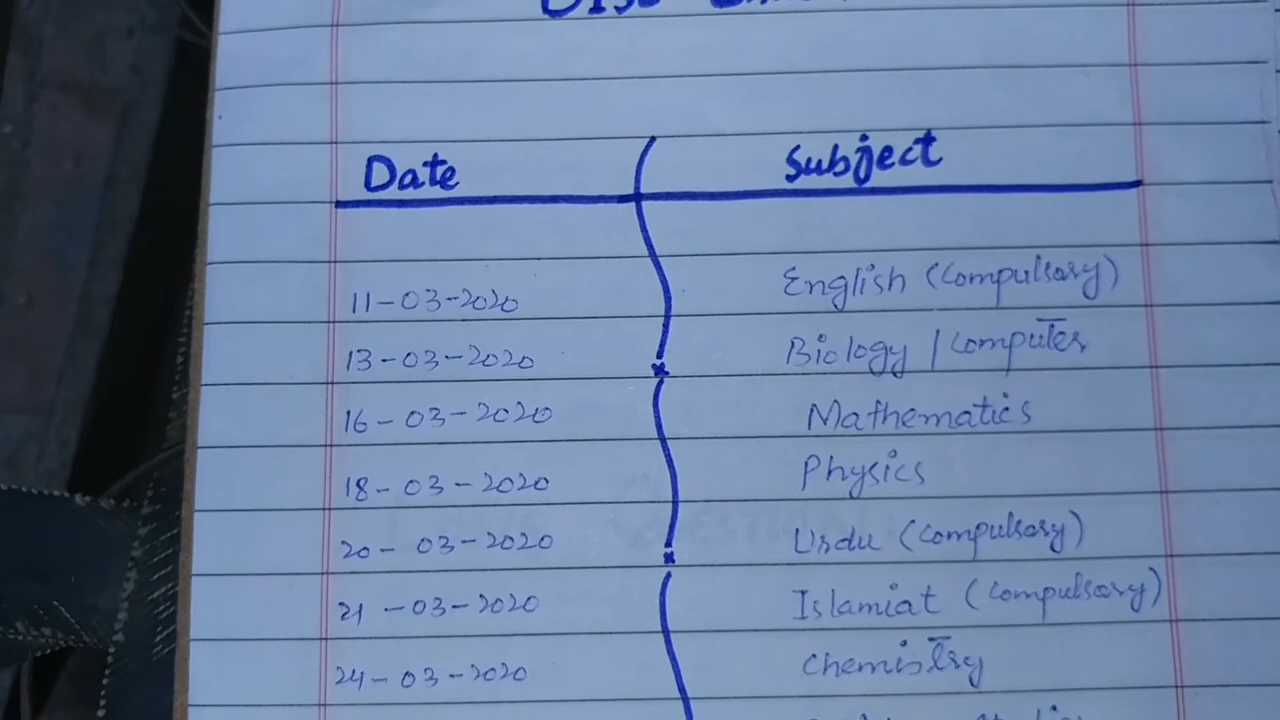 Date Subject
11-03-2020 English (Compulsory)
13-03-2020 Biology / Computer
16-03-2020 Mathematics
18-03-2020 Physics
20-03-2020 Urdu (Compulsory)
21-03-2020 Islamiat (Compulsory)
24-03-2020 Chemistry